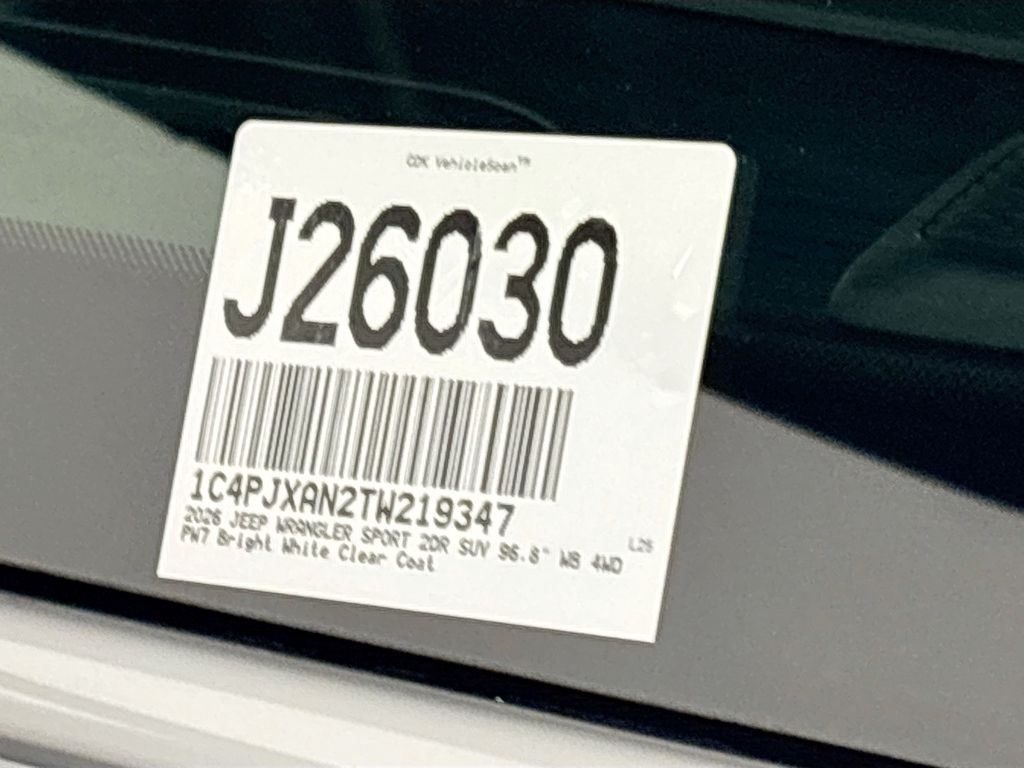 CDK VehicleScan™
J26030
1C4PJXAN2TW219347
2026 JEEP WRANGLER SPORT 2DR SUV 96.8" WB 4WD
L26
PW7 Bright White Clear Coat